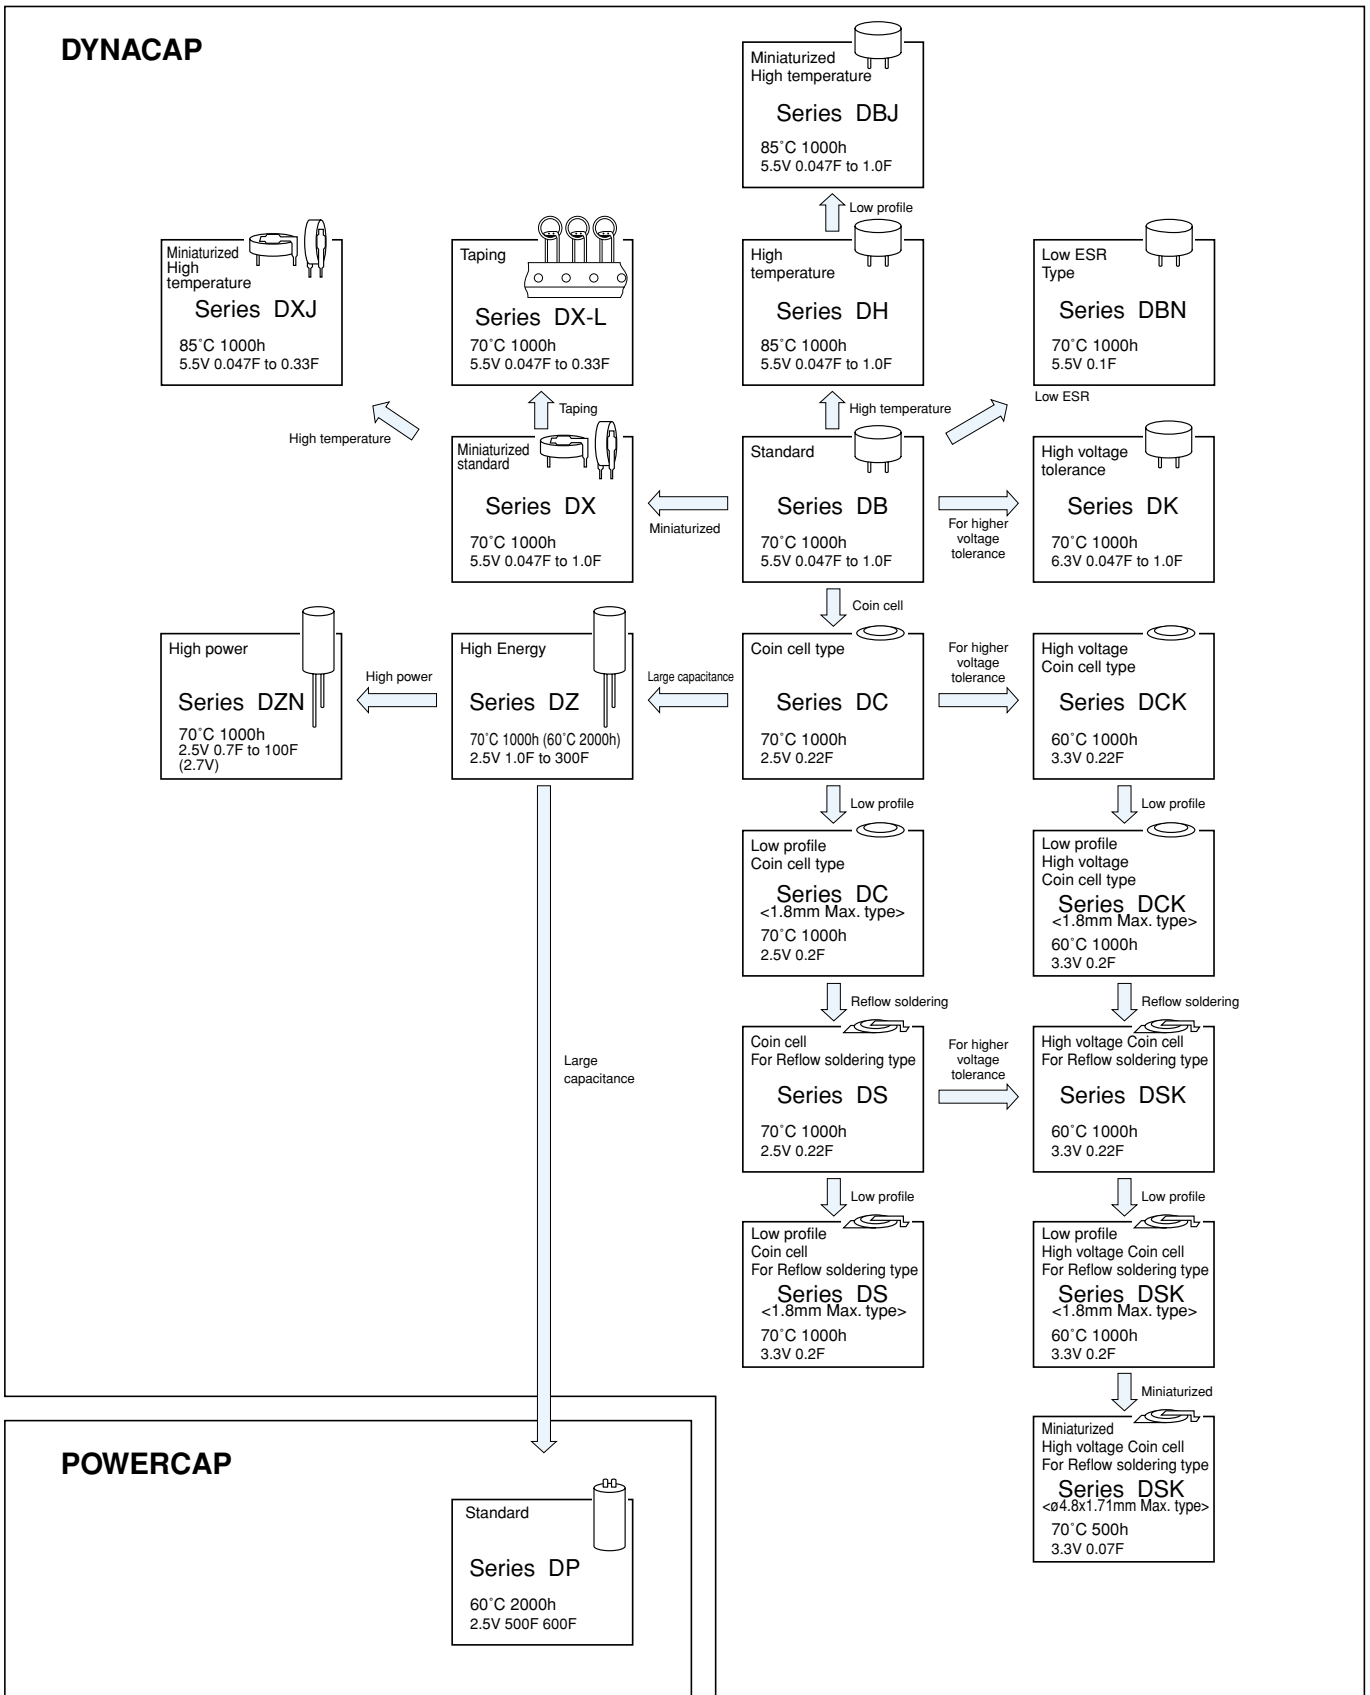 DYNACAP
Miniaturized
High temperature
Series DBJ
85˚C 1000h
5.5V 0.047F to 1.0F
Low profile
Miniaturized
High
temperature
Series DXJ
85˚C 1000h
5.5V 0.047F to 0.33F
Taping
Series DX-L
70˚C 1000h
5.5V 0.047F to 0.33F
High
temperature
Series DH
85˚C 1000h
5.5V 0.047F to 1.0F
Low ESR
Type
Series DBN
70˚C 1000h
5.5V 0.1F
High temperature
Taping
High temperature
Low ESR
Miniaturized
standard
Series DX
70˚C 1000h
5.5V 0.047F to 1.0F
Miniaturized
Standard
Series DB
70˚C 1000h
5.5V 0.047F to 1.0F
For higher
voltage
tolerance
High voltage
tolerance
Series DK
70˚C 1000h
6.3V 0.047F to 1.0F
Coin cell
High power
Series DZN
70˚C 1000h
2.5V 0.7F to 100F
(2.7V)
High power
High Energy
Series DZ
70˚C 1000h (60˚C 2000h)
2.5V 1.0F to 300F
Large capacitance
Coin cell type
Series DC
70˚C 1000h
2.5V 0.22F
For higher
voltage
tolerance
High voltage
Coin cell type
Series DCK
60˚C 1000h
3.3V 0.22F
Low profile
Low profile
Low profile
Coin cell type
Series DC
<1.8mm Max. type>
70˚C 1000h
2.5V 0.2F
Low profile
High voltage
Coin cell type
Series DCK
<1.8mm Max. type>
60˚C 1000h
3.3V 0.2F
Reflow soldering
Reflow soldering
Large
capacitance
Coin cell
For Reflow soldering type
Series DS
70˚C 1000h
2.5V 0.22F
For higher
voltage
tolerance
High voltage Coin cell
For Reflow soldering type
Series DSK
60˚C 1000h
3.3V 0.22F
Low profile
Low profile
Low profile
Coin cell
For Reflow soldering type
Series DS
<1.8mm Max. type>
70˚C 1000h
3.3V 0.2F
Low profile
High voltage Coin cell
For Reflow soldering type
Series DSK
<1.8mm Max. type>
60˚C 1000h
3.3V 0.2F
Miniaturized
Miniaturized
High voltage Coin cell
For Reflow soldering type
Series DSK
<ø4.8x1.71mm Max. type>
70˚C 500h
3.3V 0.07F
POWERCAP
Standard
Series DP
60˚C 2000h
2.5V 500F 600F